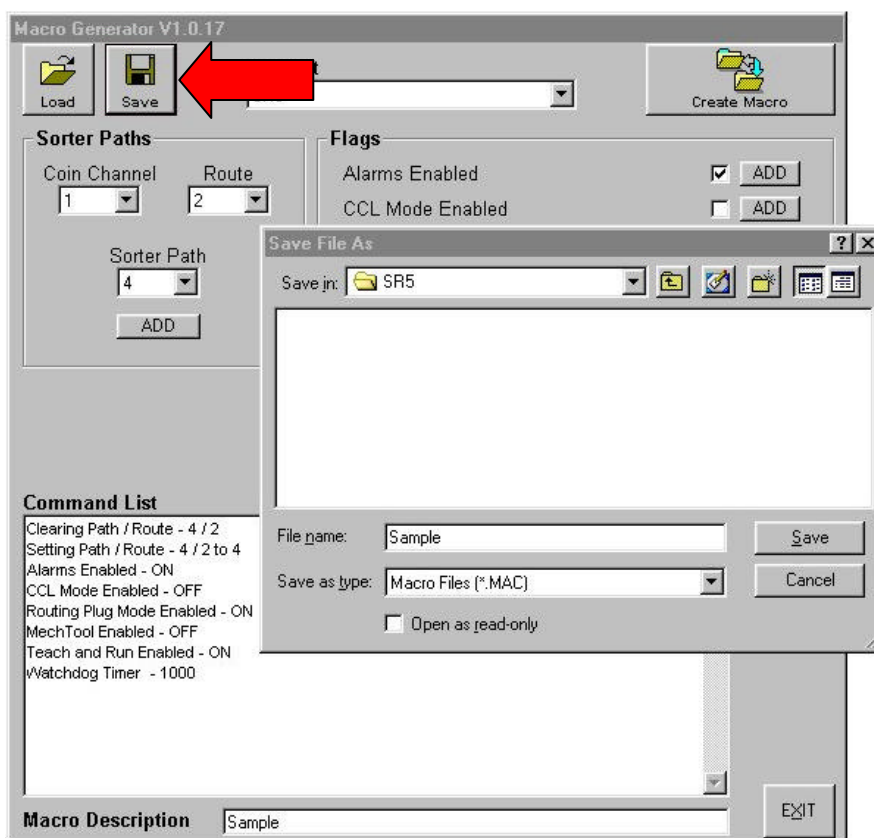 Macro Generator V1.0.17
Load
Save
Create Macro
Sorter Paths
Coin Channel
Route
1
2
Sorter Path
4
ADD
Flags
Alarms Enabled
ADD
CCL Mode Enabled
ADD
Save File As
Save in:
SR5
File name:
Sample
Save
Save as type:
Macro Files (*.MAC)
Cancel
Open as read-only
Command List
Clearing Path / Route - 4 / 2
Setting Path / Route - 4 / 2 to 4
Alarms Enabled - ON
CCL Mode Enabled - OFF
Routing Plug Mode Enabled - ON
MechTool Enabled - OFF
Teach and Run Enabled - ON
Watchdog Timer - 1000
Macro Description
Sample
EXIT